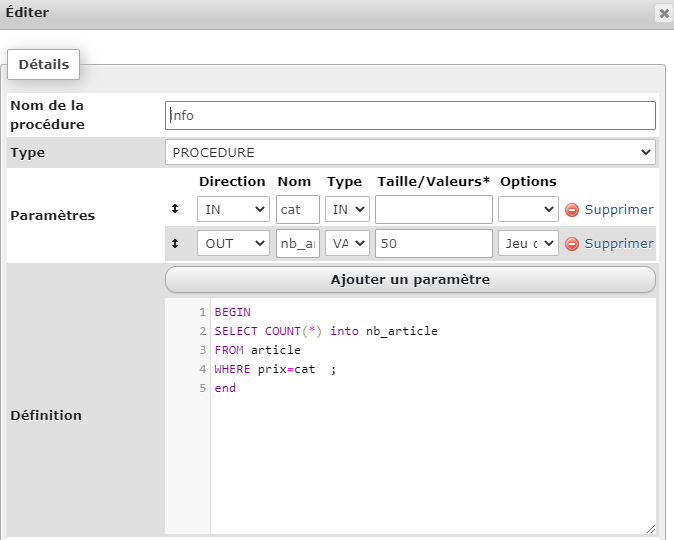 Éditer
Détails
Nom de la
procédure
info
Type
PROCEDURE
Paramètres
Direction Nom Type Taille/Valeurs* Options
IN cat IN Supprimer
OUT nb_a VA 50 Jeu Supprimer
Ajouter un paramètre
Définition
1 BEGIN
2 SELECT COUNT(*) into nb_article
3 FROM article
4 WHERE prix=cat ;
5 end